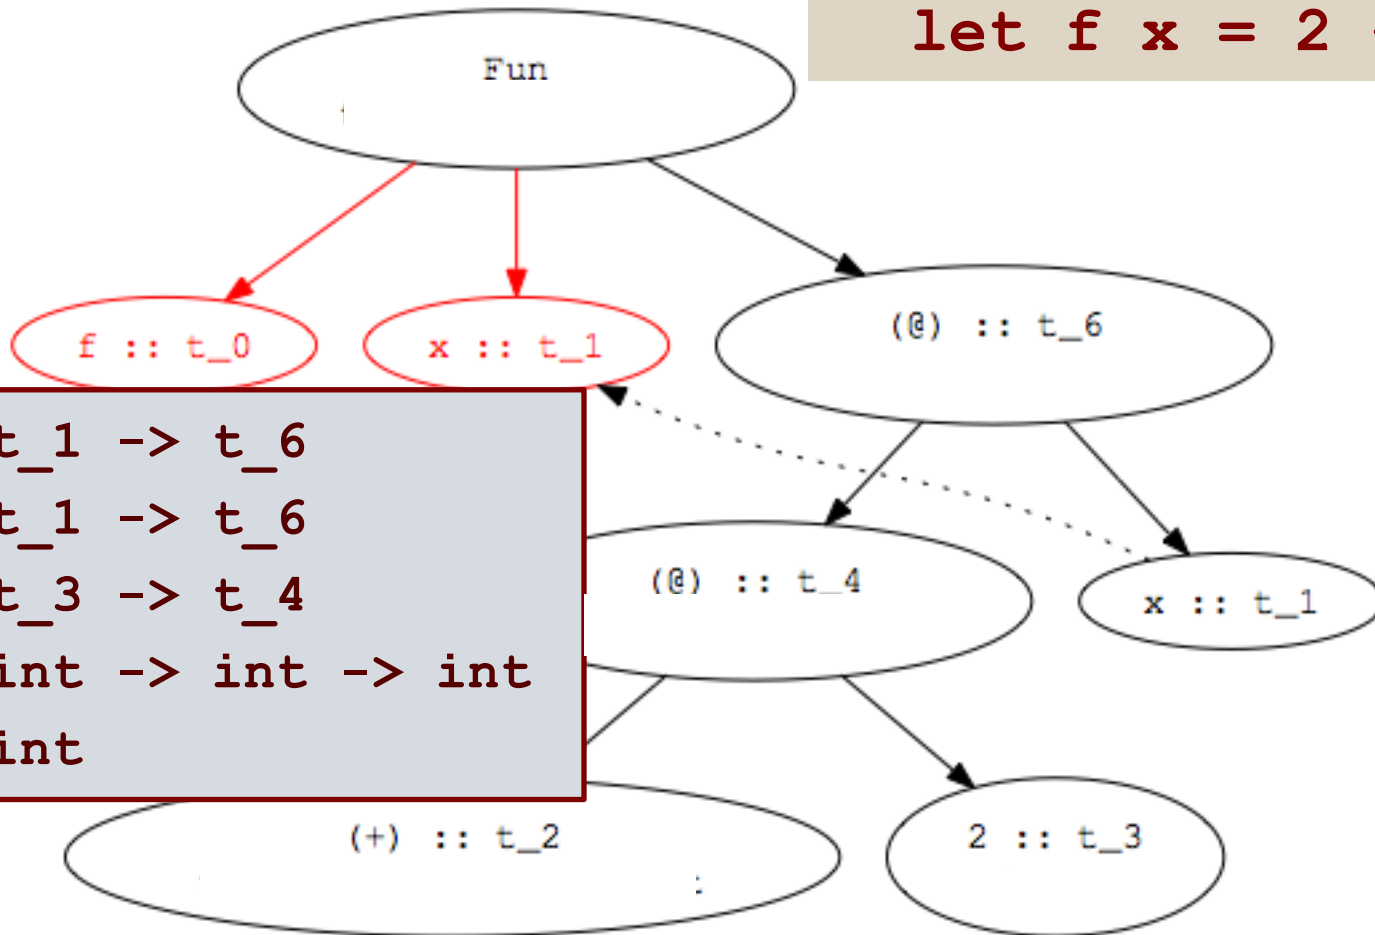 let f x = 2
Fun
f :: t_0
x :: t_1
(@) :: t_6
t_1 -> t_6
t_1 -> t_6
t_3 -> t_4
int -> int -> int
int
(@) :: t_4
x :: t_1
(+) :: t_2
2 :: t_3